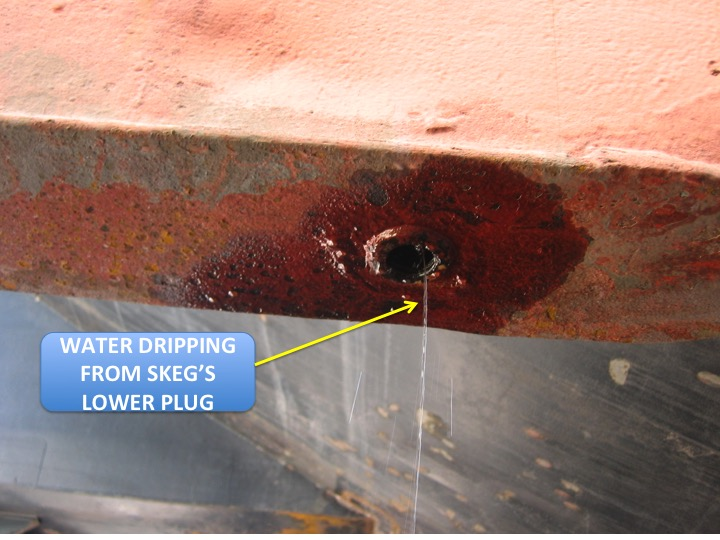 WATER DRIPPING
FROM SKEG’S
LOWER PLUG